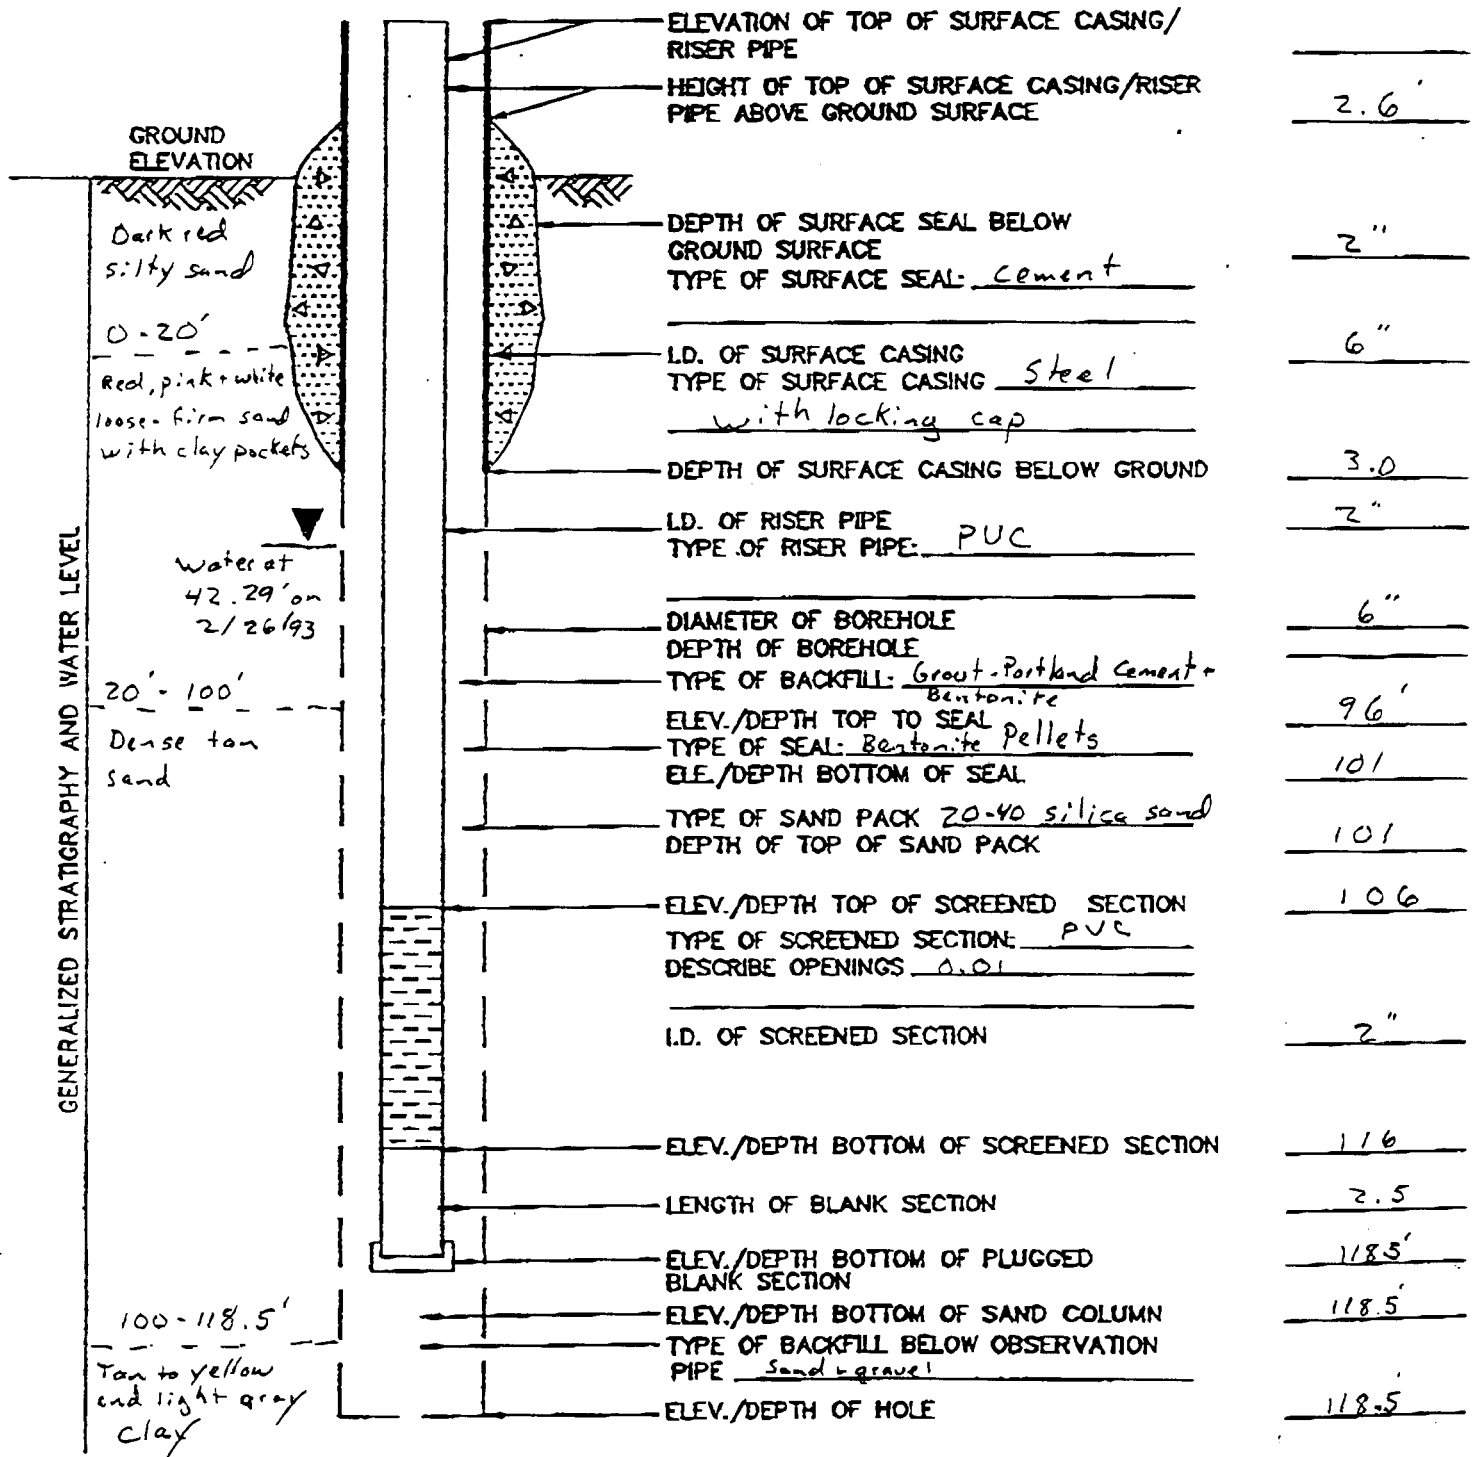 ELEVATION OF TOP OF SURFACE CASING/
RISER PIPE
HEIGHT OF TOP OF SURFACE CASING/RISER
PIPE ABOVE GROUND SURFACE 2.6'
GROUND
ELEVATION
DEPTH OF SURFACE SEAL BELOW
GROUND SURFACE 2"
TYPE OF SURFACE SEAL: cement
I.D. OF SURFACE CASING 6"
TYPE OF SURFACE CASING Steel
with locking cap
DEPTH OF SURFACE CASING BELOW GROUND 3.0
I.D. OF RISER PIPE 2"
TYPE OF RISER PIPE: PVC
DIAMETER OF BOREHOLE 6"
DEPTH OF BOREHOLE
TYPE OF BACKFILL: Grout-Portland Cement +
Bentonite
ELEV./DEPTH TOP TO SEAL 96'
TYPE OF SEAL: Bentonite Pellets
ELE./DEPTH BOTTOM OF SEAL 101
TYPE OF SAND PACK 20-40 silica sand
DEPTH OF TOP OF SAND PACK 101
ELEV./DEPTH TOP OF SCREENED SECTION 106
TYPE OF SCREENED SECTION: PVC
DESCRIBE OPENINGS 0.01
I.D. OF SCREENED SECTION 2"
ELEV./DEPTH BOTTOM OF SCREENED SECTION 116
LENGTH OF BLANK SECTION 2.5
ELEV./DEPTH BOTTOM OF PLUGGED 118.5'
BLANK SECTION
ELEV./DEPTH BOTTOM OF SAND COLUMN 118.5'
TYPE OF BACKFILL BELOW OBSERVATION
PIPE Sand + gravel
ELEV./DEPTH OF HOLE 118.5'
GENERALIZED STRATIGRAPHY AND WATER LEVEL
Dark red
silty sand
0-20'
Red, pink + white
loose-firm sand
with clay pockets
Water at
42.29' on
2/26/93
20'-100'
Dense tan
sand
100-118.5'
Tan to yellow
and light gray
clay